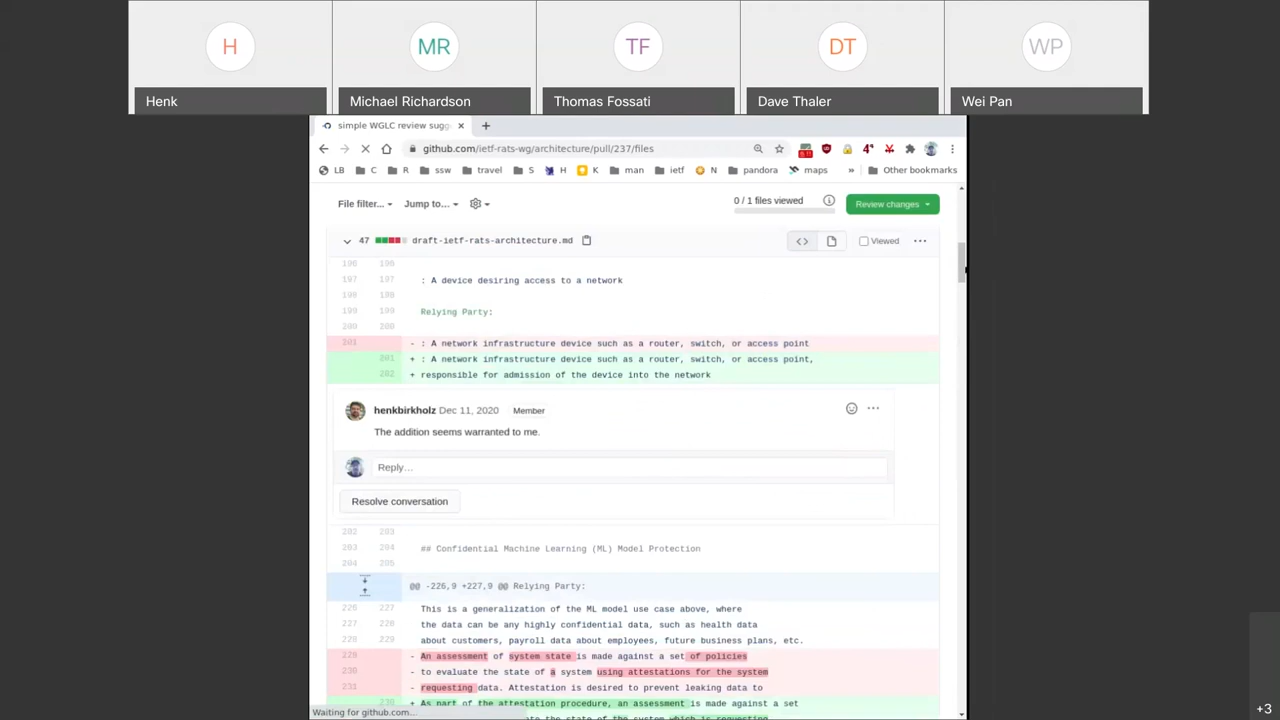 H MR TF DT WP
Henk Michael Richardson Thomas Fossati Dave Thaler Wei Pan
simple WGLC review sugg
github.com/ietf-rats-wg/architecture/pull/237/files
LB C R ssw travel S H K man ietf N pandora maps » Other bookmarks
File filter... Jump to... 0 / 1 files viewed Review changes
47 draft-ietf-rats-architecture.md Viewed
196 196
197 197 : A device desiring access to a network
198 198
199 199 Relying Party:
200 200
201 - : A network infrastructure device such as a router, switch, or access point
201 + : A network infrastructure device such as a router, switch, or access point,
202 + responsible for admission of the device into the network
henkbirkholz Dec 11, 2020 Member
The addition seems warranted to me.
Reply...
Resolve conversation
202 203
203 204 ## Confidential Machine Learning (ML) Model Protection
204 205
@@ -226,9 +227,9 @@ Relying Party:
226 227 This is a generalization of the ML model use case above, where
227 228 the data can be any highly confidential data, such as health data
228 229 about customers, payroll data about employees, future business plans, etc.
229 - An assessment of system state is made against a set of policies
230 - to evaluate the state of a system using attestations for the system
231 - requesting data. Attestation is desired to prevent leaking data to
230 + As part of the attestation procedure, an assessment is made against a set
the state of the system which is requesting
Waiting for github.com...
+3